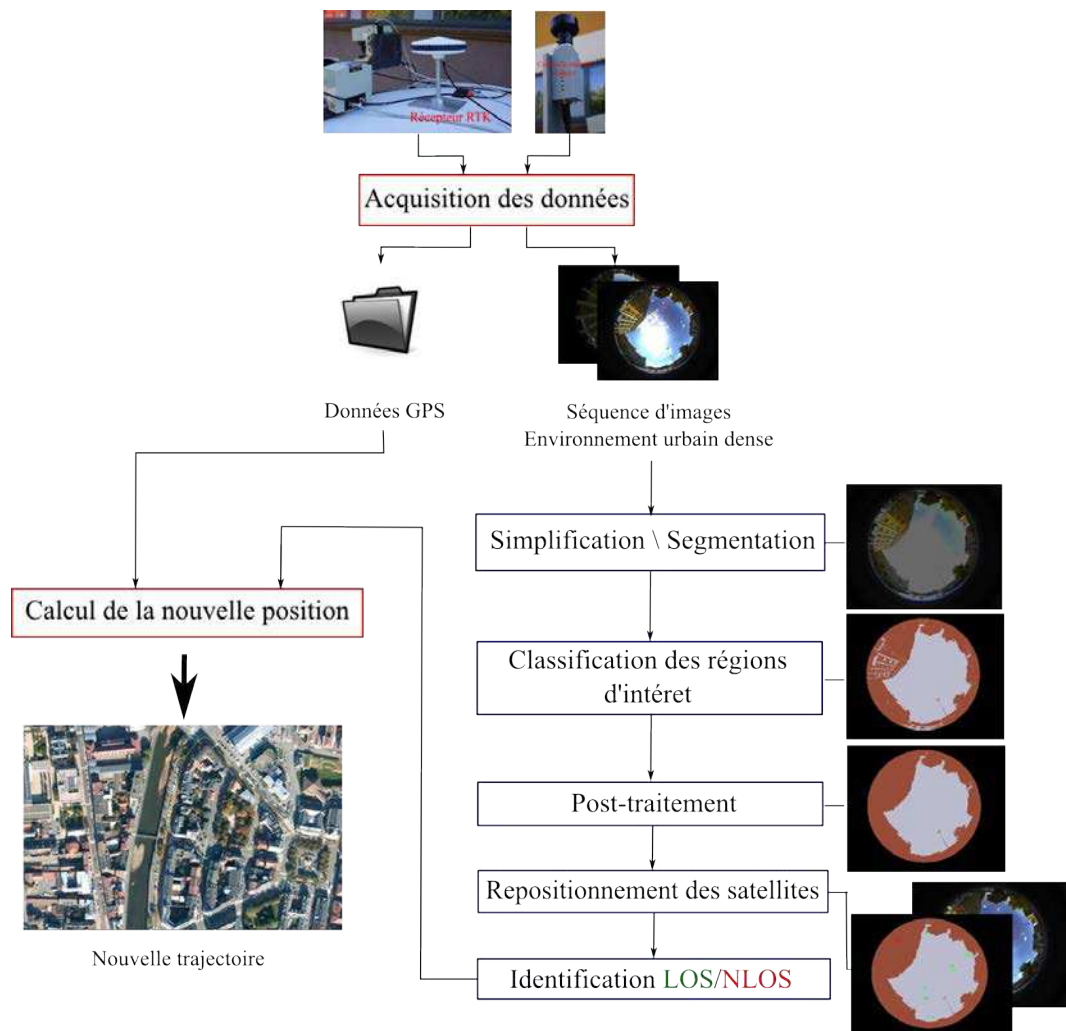 Récepteur RTK
Acquisition des données
Données GPS
Séquence d'images
Environnement urbain dense
Simplification \ Segmentation
Calcul de la nouvelle position
Classification des régions
d'intéret
Post-traitement
Repositionnement des satellites
Nouvelle trajectoire
Identification LOS/NLOS